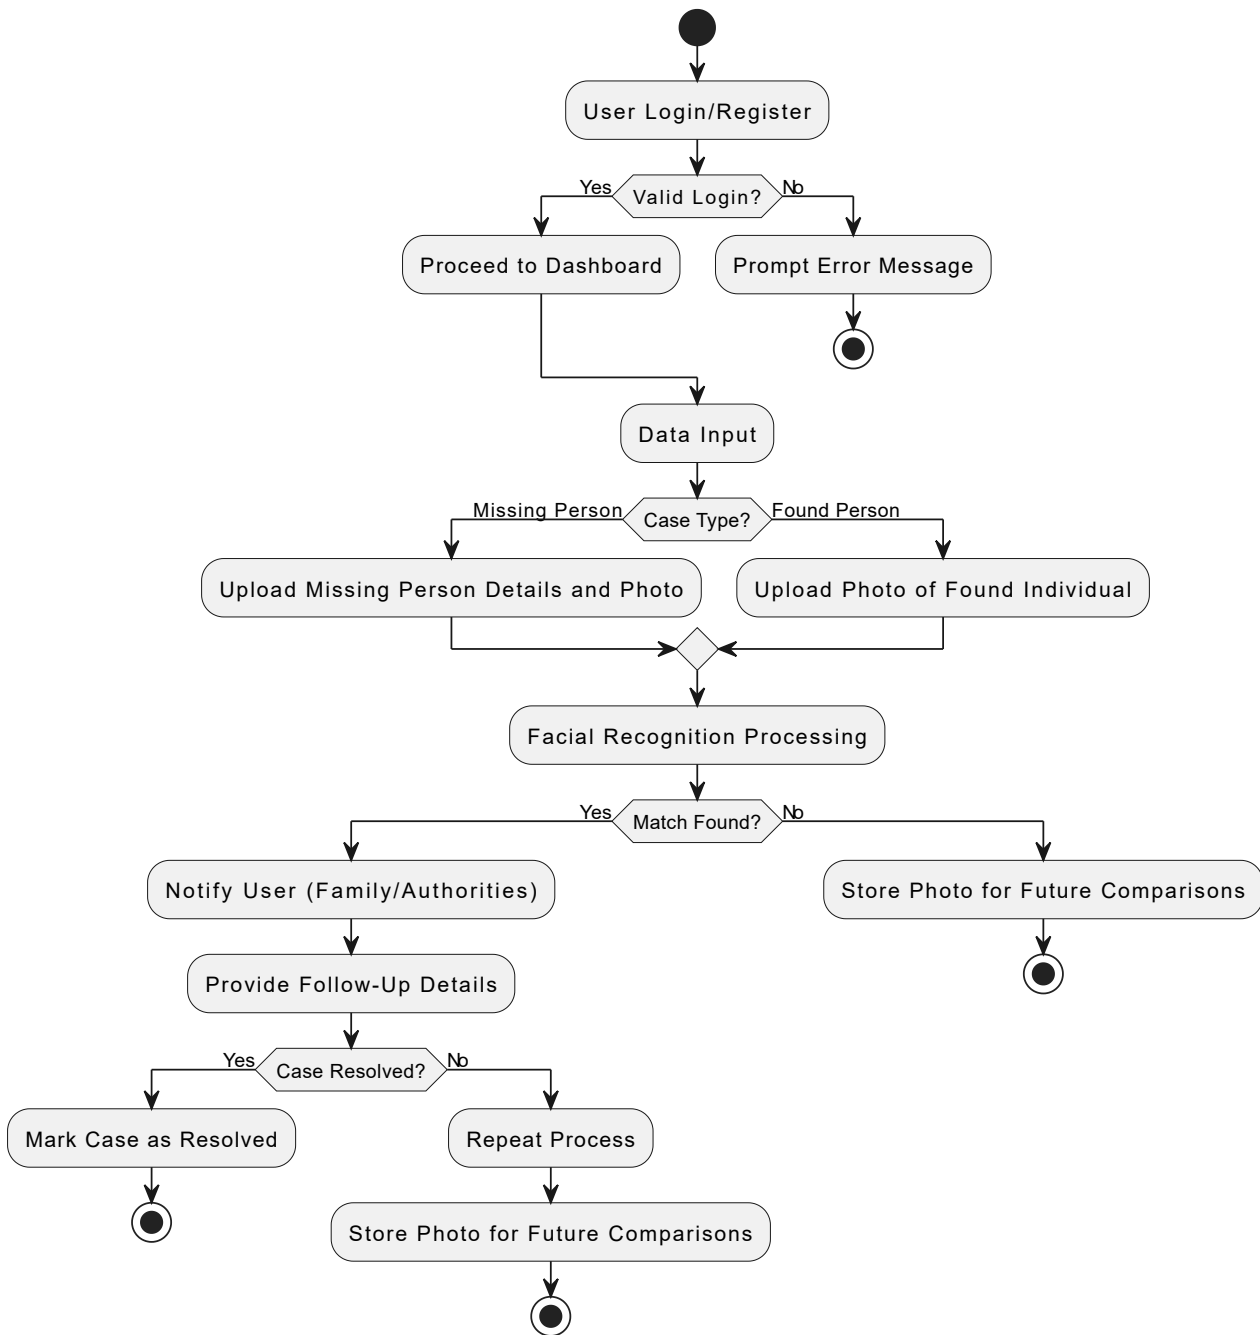 User Login/Register
Yes
Valid Login?
No
Proceed to Dashboard
Prompt Error Message
Data Input
Missing Person
Case Type?
Found Person
Upload Missing Person Details and Photo
Upload Photo of Found Individual
Facial Recognition Processing
Yes
Match Found?
No
Notify User (Family/Authorities)
Store Photo for Future Comparisons
Provide Follow-Up Details
Yes
Case Resolved?
No
Mark Case as Resolved
Repeat Process
Store Photo for Future Comparisons